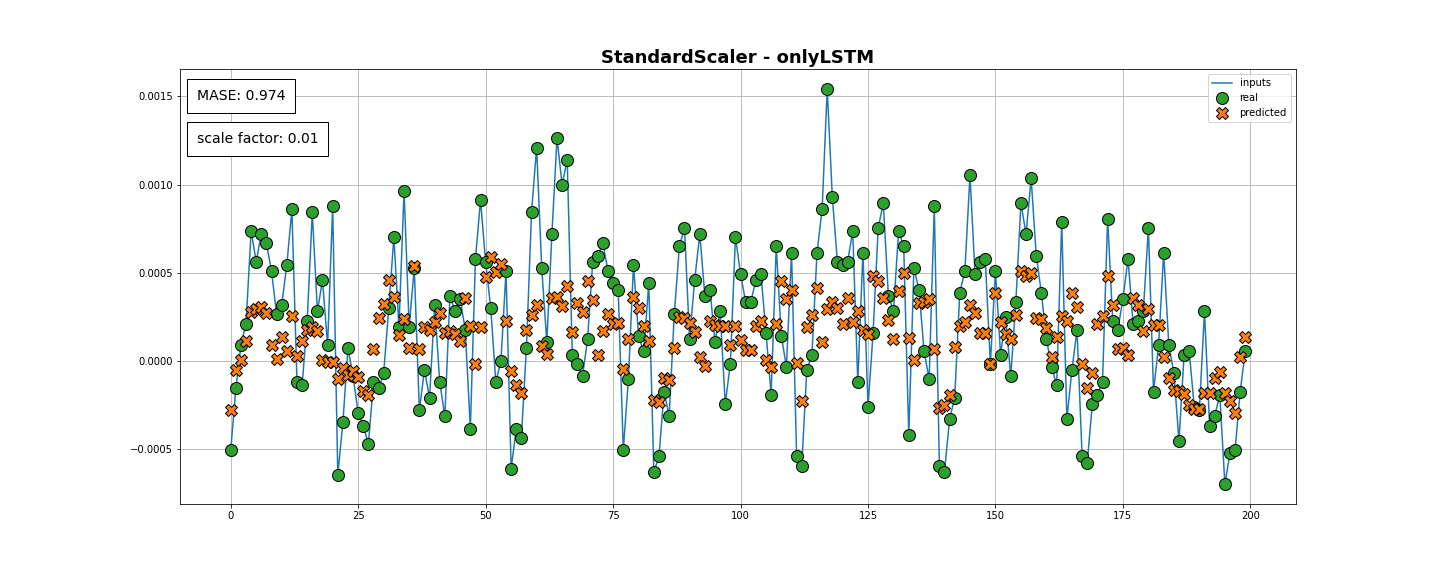 StandardScaler - onlyLSTM
MASE: 0.974
scale factor: 0.01
inputs
real
predicted
0.0015
0.0010
0.0005
0.0000
−0.0005
0 25 50 75 100 125 150 175 200